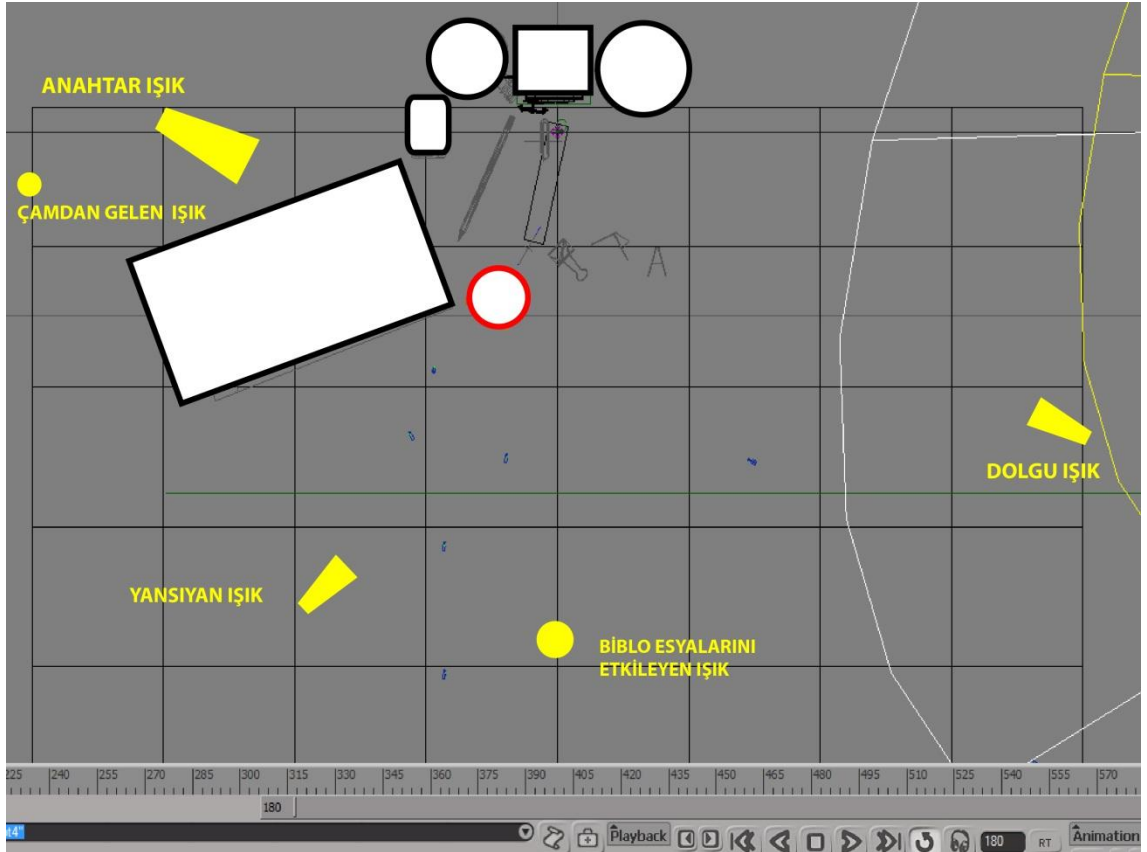 ANAHTAR IŞIK
ÇAMDAN GELEN IŞIK
DOLGU IŞIK
YANSIYAN IŞIK
BİBLO ESYALARINI
ETKİLEYEN IŞIK
225 240 255 270 285 300 315 330 345 360 375 390 405 420 435 450 465 480 495 510 525 540 555 570
180
t4"
Playback 180 RT Animation